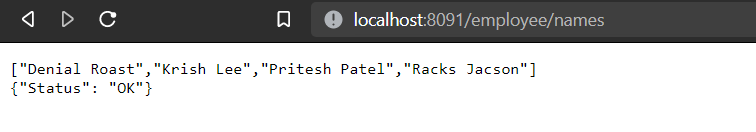 localhost:8091/employee/names
["Denial Roast","Krish Lee","Pritesh Patel","Racks Jacson"]
{"Status": "OK"}